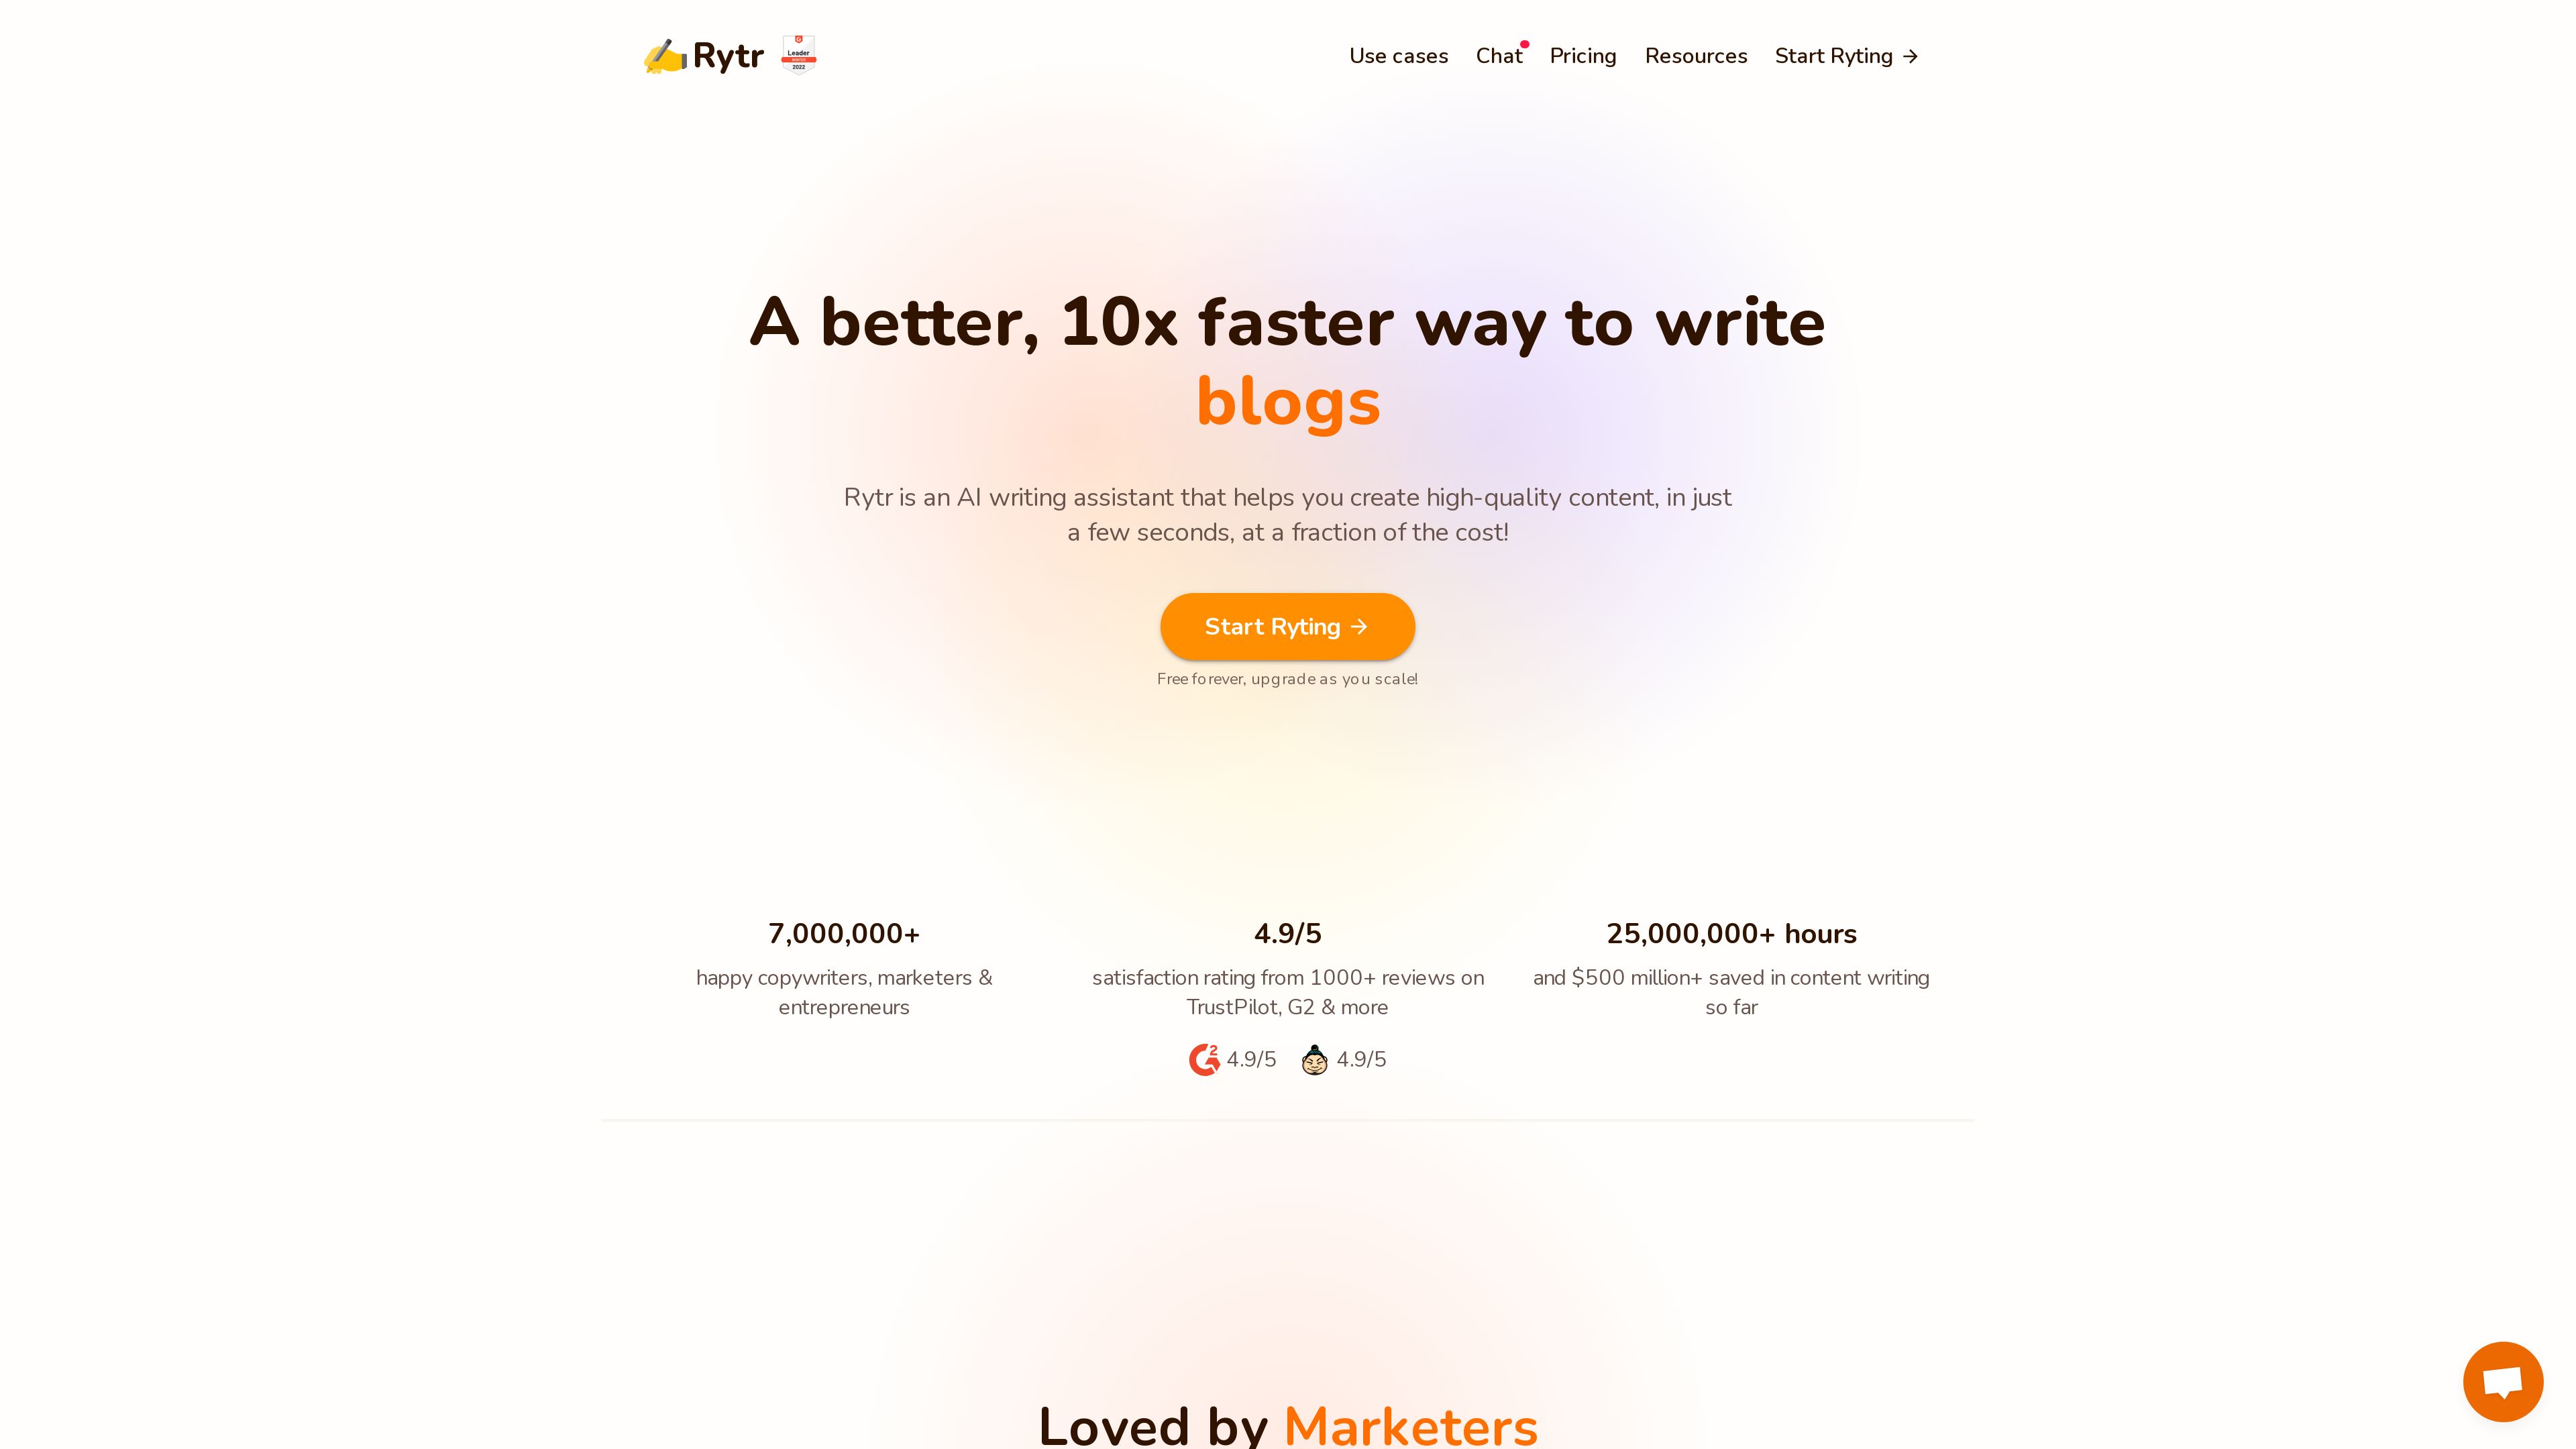 Rytr
Leader
2022
Use cases
Chat
Pricing
Resources
Start Ryting →
A better, 10x faster way to write
blogs
Rytr is an AI writing assistant that helps you create high-quality content, in just
a few seconds, at a fraction of the cost!
Start Ryting →
Free forever, upgrade as you scale!
7,000,000+
happy copywriters, marketers &
entrepreneurs
4.9/5
satisfaction rating from 1000+ reviews on
TrustPilot, G2 & more
4.9/5
4.9/5
25,000,000+ hours
and $500 million+ saved in content writing
so far
Loved by Marketers